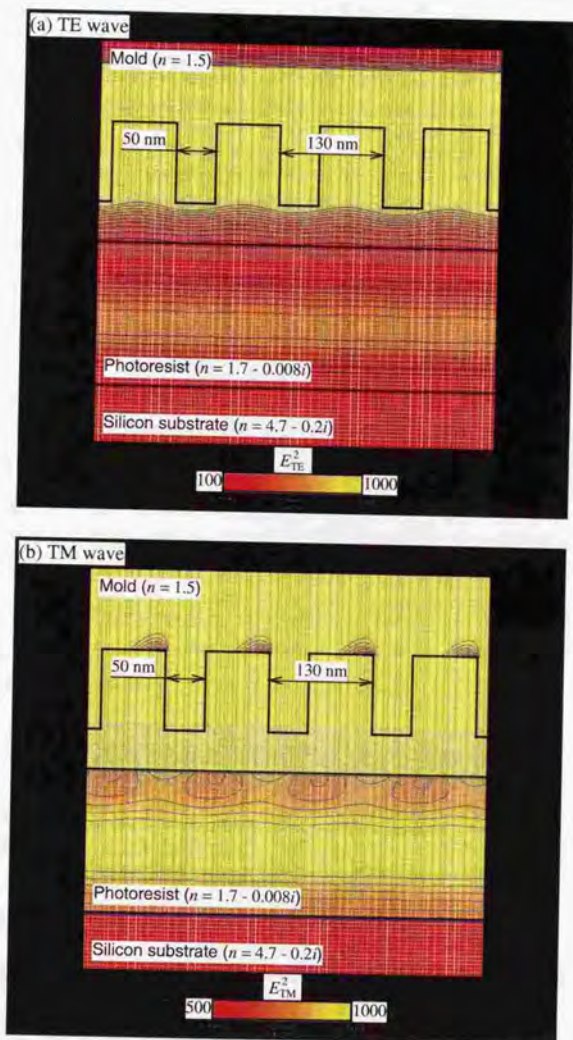 (a) TE wave
Mold (n = 1.5)
50 nm
130 nm
Photoresist (n = 1.7 - 0.008i)
Silicon substrate (n = 4.7 - 0.2i)
E²TE
100
1000
(b) TM wave
Mold (n = 1.5)
50 nm
130 nm
Photoresist (n = 1.7 - 0.008i)
Silicon substrate (n = 4.7 - 0.2i)
E²TM
500
1000